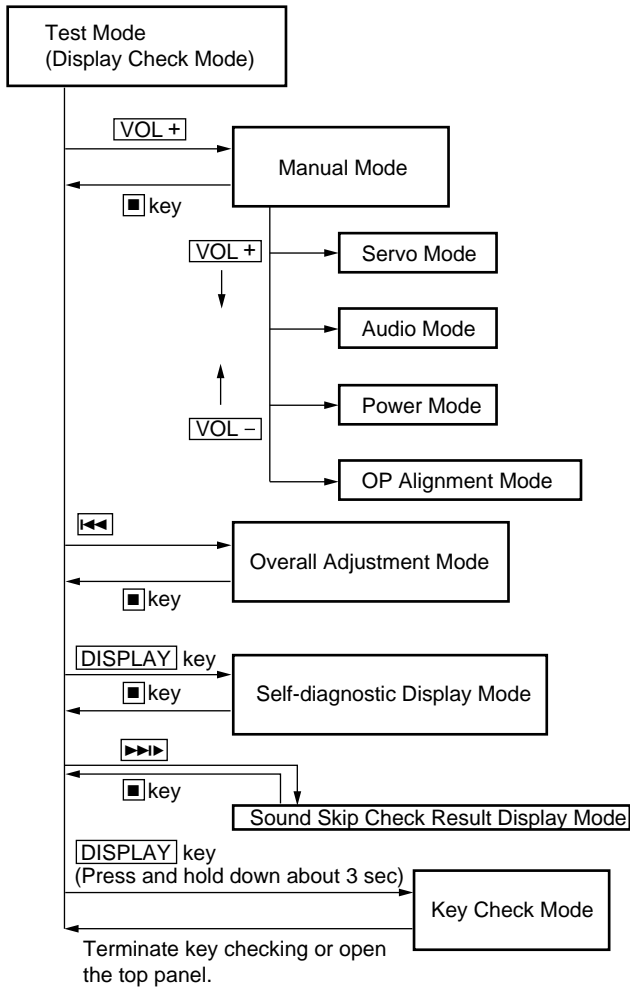 Test Mode
(Display Check Mode)
VOL +
Manual Mode
■ key
VOL +
Servo Mode
Audio Mode
Power Mode
VOL −
OP Alignment Mode
⏮
Overall Adjustment Mode
■ key
DISPLAY key
■ key
Self-diagnostic Display Mode
▶▶I▶
■ key
Sound Skip Check Result Display Mode
DISPLAY key
(Press and hold down about 3 sec)
Key Check Mode
Terminate key checking or open
the top panel.